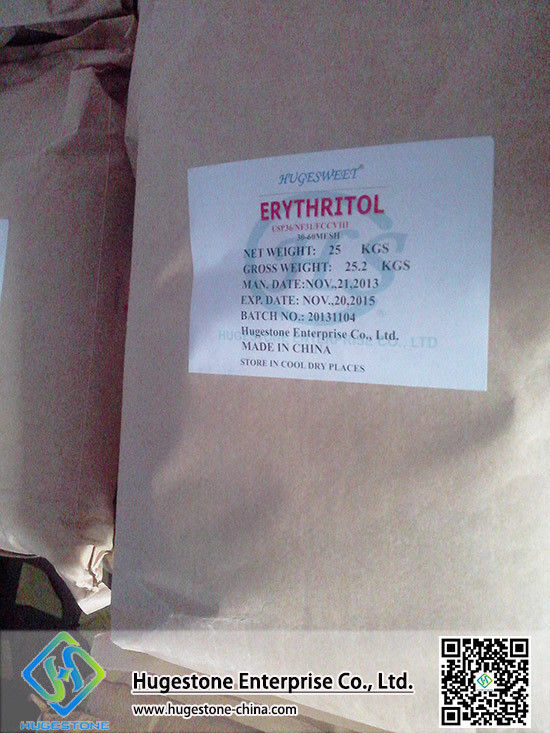 HUGESWEET®
ERYTHRITOL
USP36/NF31/FCCVIII
30-60MESH
NET WEIGHT: 25 KGS
GROSS WEIGHT: 25.2 KGS
MAN. DATE:NOV.,21,2013
EXP. DATE: NOV.,20,2015
BATCH NO.: 20131104
Hugestone Enterprise Co., Ltd.
MADE IN CHINA
STORE IN COOL DRY PLACES
HUGESTONE
Hugestone Enterprise Co., Ltd.
www.hugestone-china.com